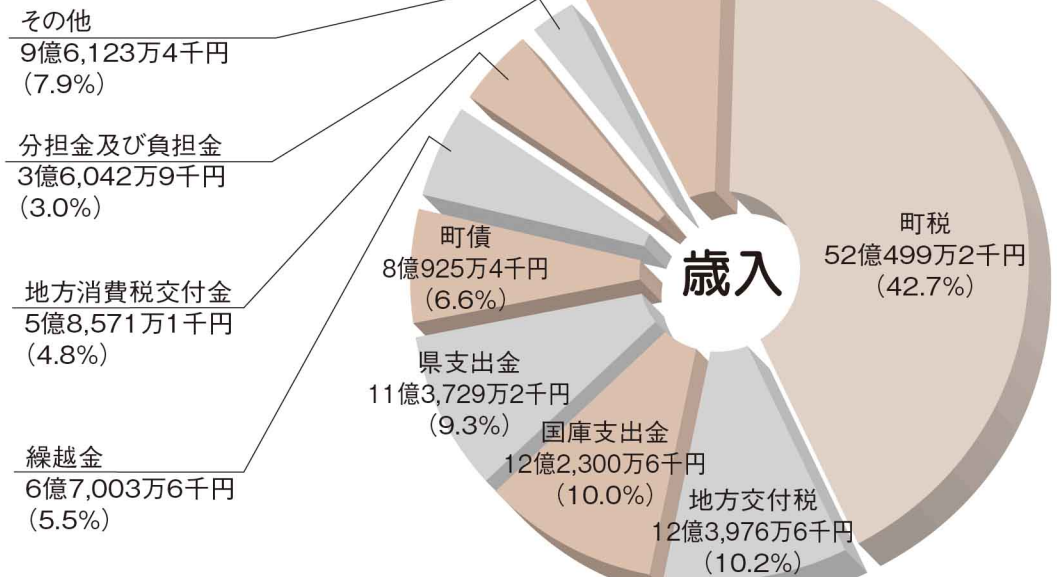 その他
9億6,123万4千円
(7.9%)
分担金及び負担金
3億6,042万9千円
(3.0%)
地方消費税交付金
5億8,571万1千円
(4.8%)
繰越金
6億7,003万6千円
(5.5%)
町債
8億925万4千円
(6.6%)
県支出金
11億3,729万2千円
(9.3%)
国庫支出金
12億2,300万6千円
(10.0%)
地方交付税
12億3,976万6千円
(10.2%)
歳入
町税
52億499万2千円
(42.7%)